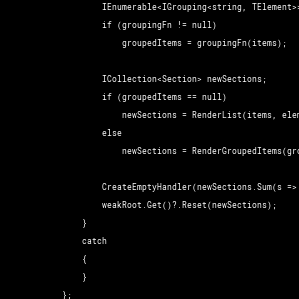 IEnumerable<IGrouping<string, TElement>>
if (groupingFn != null)
groupedItems = groupingFn(items);
ICollection<Section> newSections;
if (groupedItems == null)
newSections = RenderList(items, elem
else
newSections = RenderGroupedItems(gro
CreateEmptyHandler(newSections.Sum(s =>
weakRoot.Get()?.Reset(newSections);
}
catch
{
}
};